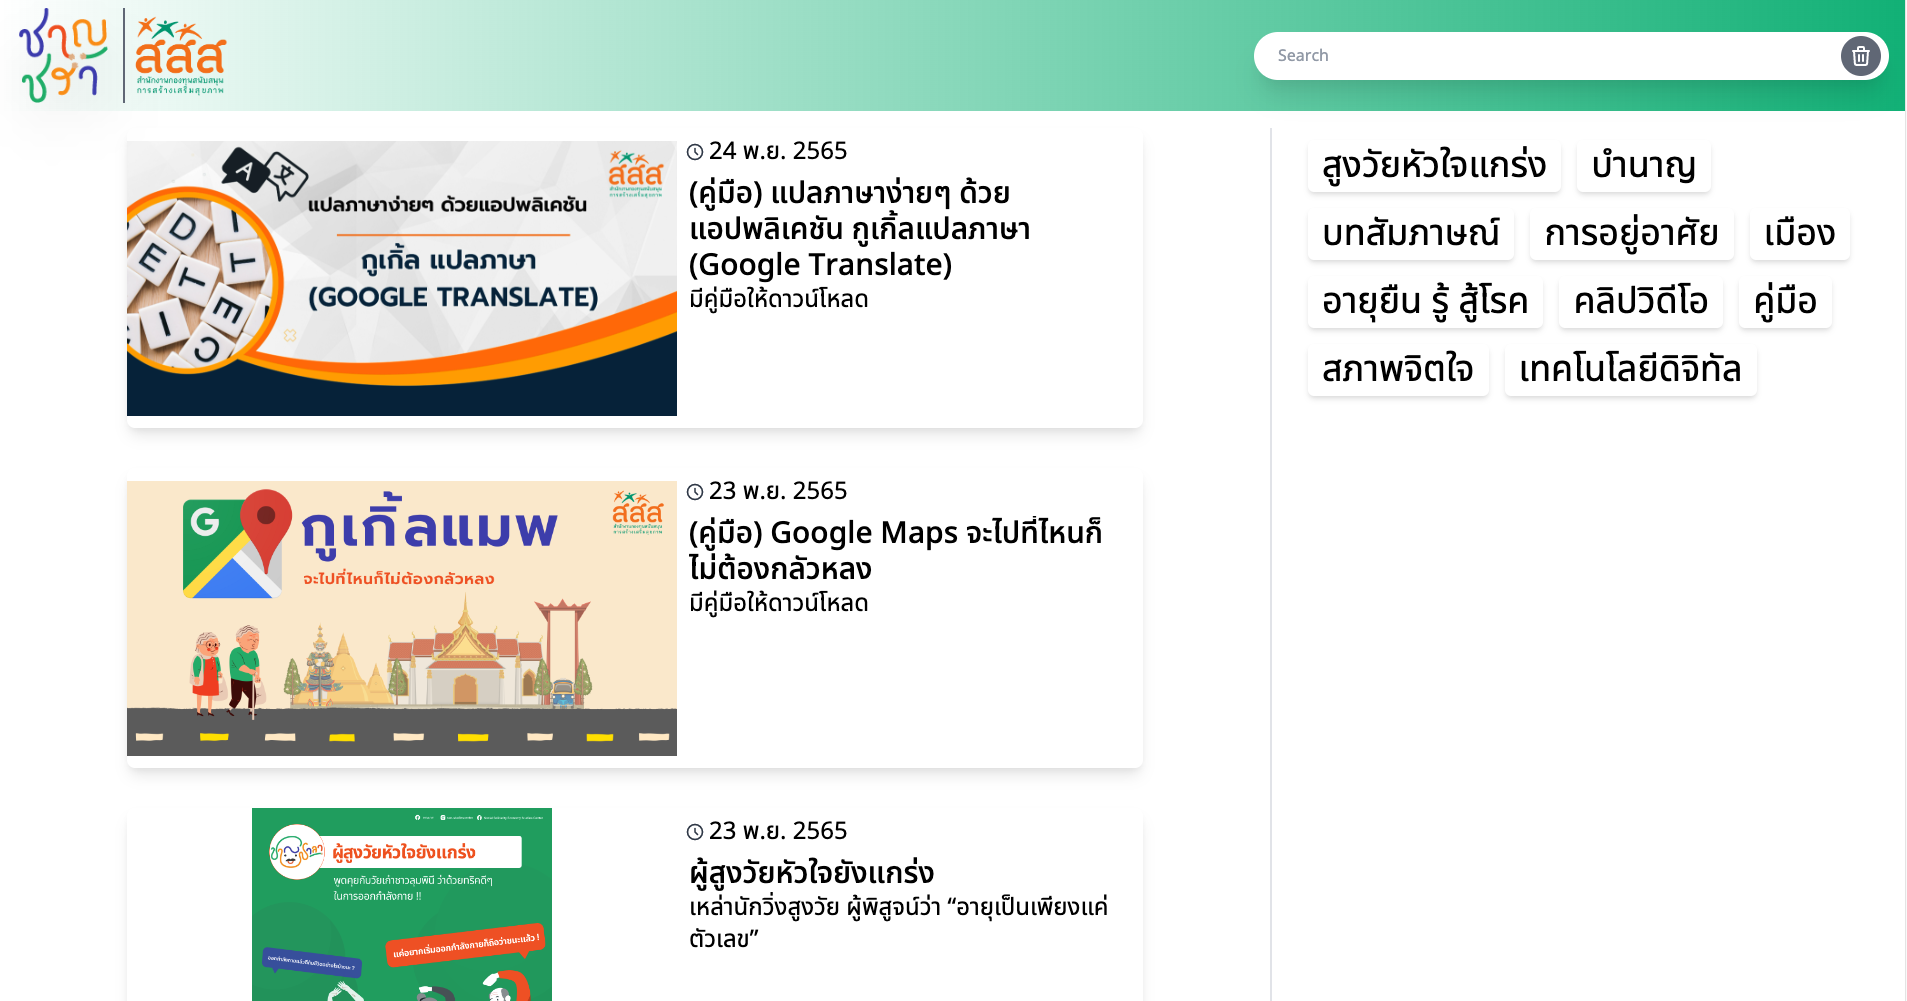 ชาญ
ชรา
สสส
สำนักงานกองทุนสนับสนุน
การสร้างเสริมสุขภาพ
Search
24 พ.ย. 2565
(คู่มือ) แปลภาษาง่ายๆ ด้วย
แอปพลิเคชัน กูเกิ้ลแปลภาษา
(Google Translate)
มีคู่มือให้ดาวน์โหลด
A
文
สสส
แปลภาษาง่ายๆ ด้วยแอปพลิเคชัน
กูเกิ้ล แปลภาษา
(GOOGLE TRANSLATE)
23 พ.ย. 2565
(คู่มือ) Google Maps จะไปที่ไหนก็
ไม่ต้องกลัวหลง
มีคู่มือให้ดาวน์โหลด
G
กูเกิ้ลแมพ
จะไปที่ไหนก็ไม่ต้องกลัวหลง
สสส
23 พ.ย. 2565
ผู้สูงวัยหัวใจยังแกร่ง
เหล่านักวิ่งสูงวัย ผู้พิสูจน์ว่า “อายุเป็นเพียงแค่
ตัวเลข”
ผู้สูงวัยหัวใจยังแกร่ง
พูดคุยกับวัยเก๋าชาวลุมพินี ว่าด้วยทริคดีๆ
ในการออกกำลังกาย !!
แค่อยากเริ่มออกกำลังกายก็ถือว่าชนะแล้ว !
สูงวัยหัวใจแกร่ง
บำนาญ
บทสัมภาษณ์
การอยู่อาศัย
เมือง
อายุยืน รู้ สู้โรค
คลิปวิดีโอ
คู่มือ
สภาพจิตใจ
เทคโนโลยีดิจิทัล